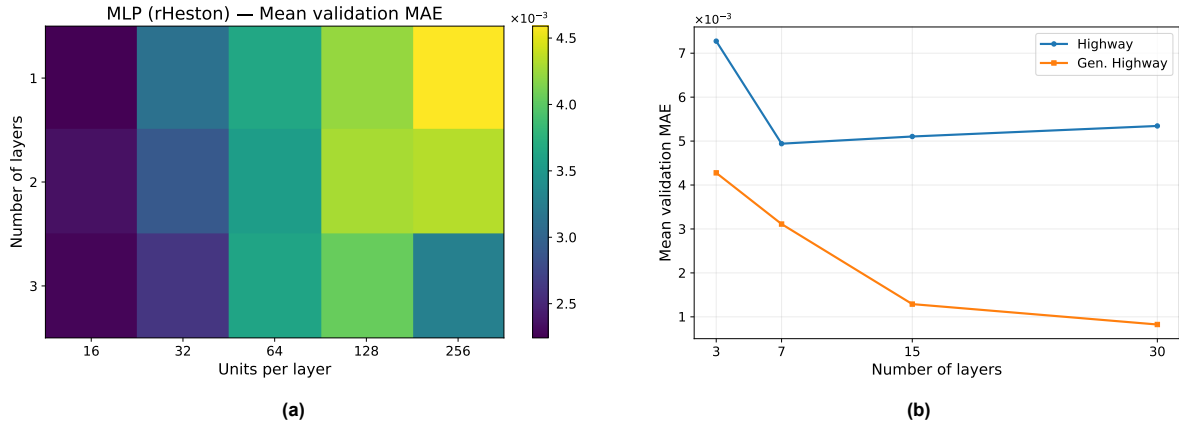 MLP (rHeston) — Mean validation MAE
×10⁻³
Number of layers
1
2
3
16 32 64 128 256
Units per layer
4.5
4.0
3.5
3.0
2.5
(a)
×10⁻³
Mean validation MAE
7
6
5
4
3
2
1
Highway
Gen. Highway
3 7 15 30
Number of layers
(b)